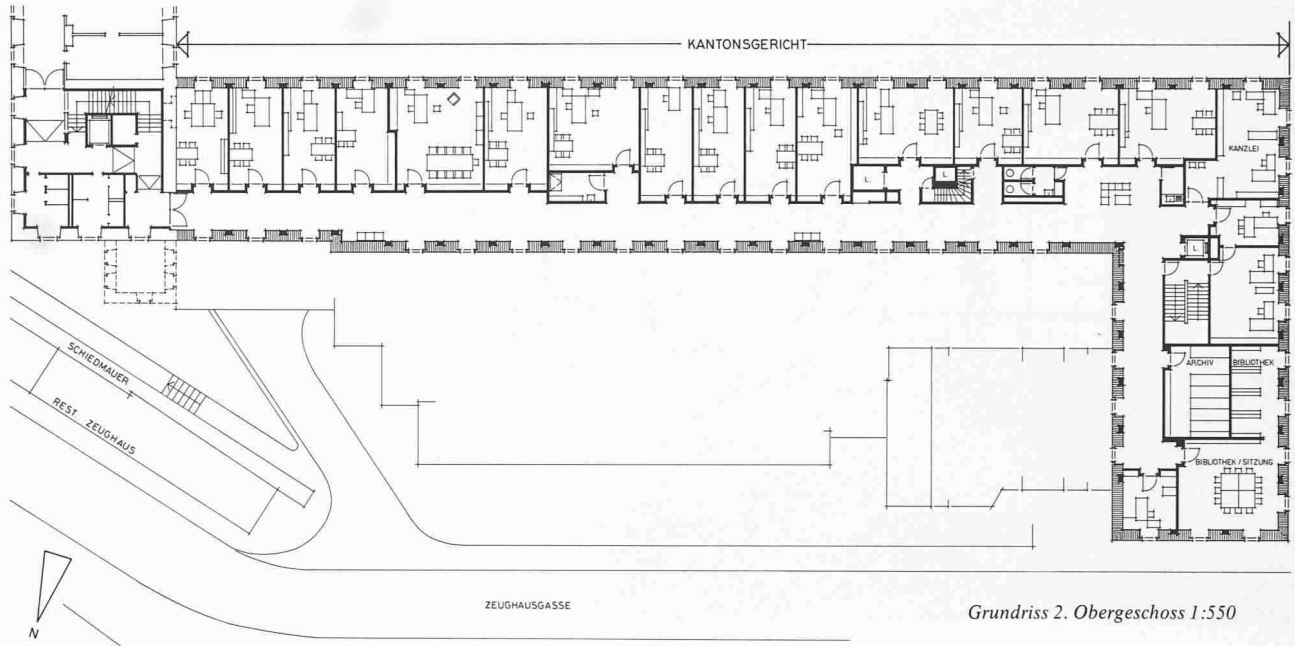 KANTONSGERICHT
KANZLEI
L.
L.
L.
ARCHIV
BIBLIOTHEK
BIBLIOTHEK / SITZUNG
SCHIEDMAUER
REST. ZEUGHAUS
ZEUGHAUSGASSE
N
Grundriss 2. Obergeschoss 1:550